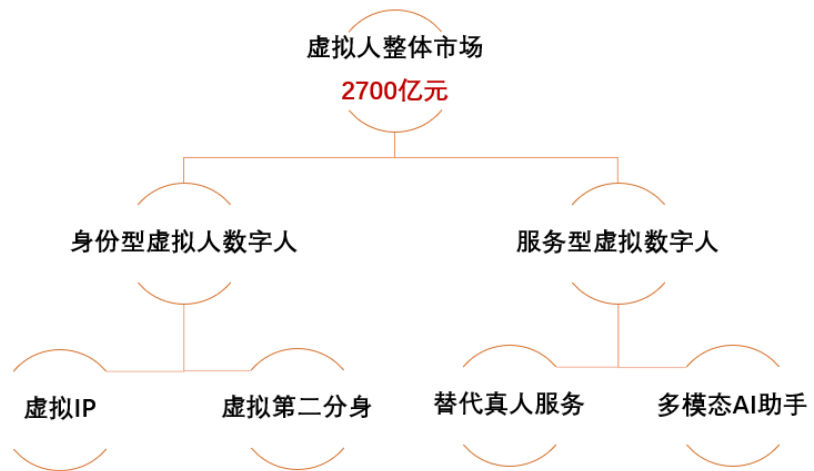 虚拟人整体市场
2700亿元
身份型虚拟人数字人
服务型虚拟数字人
虚拟IP
虚拟第二分身
替代真人服务
多模态AI助手